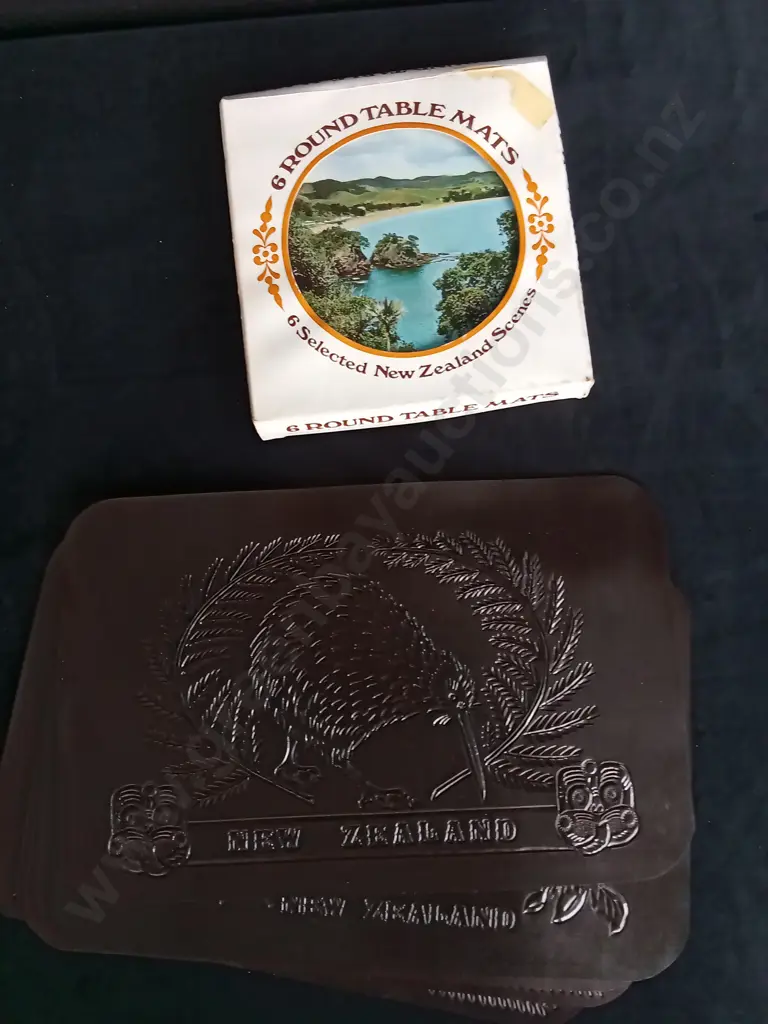 6 ROUND TABLE MATS
6 Selected New Zealand Scenes
6 ROUND TABLE MATS
NEW ZEALAND
NEW ZEALAND